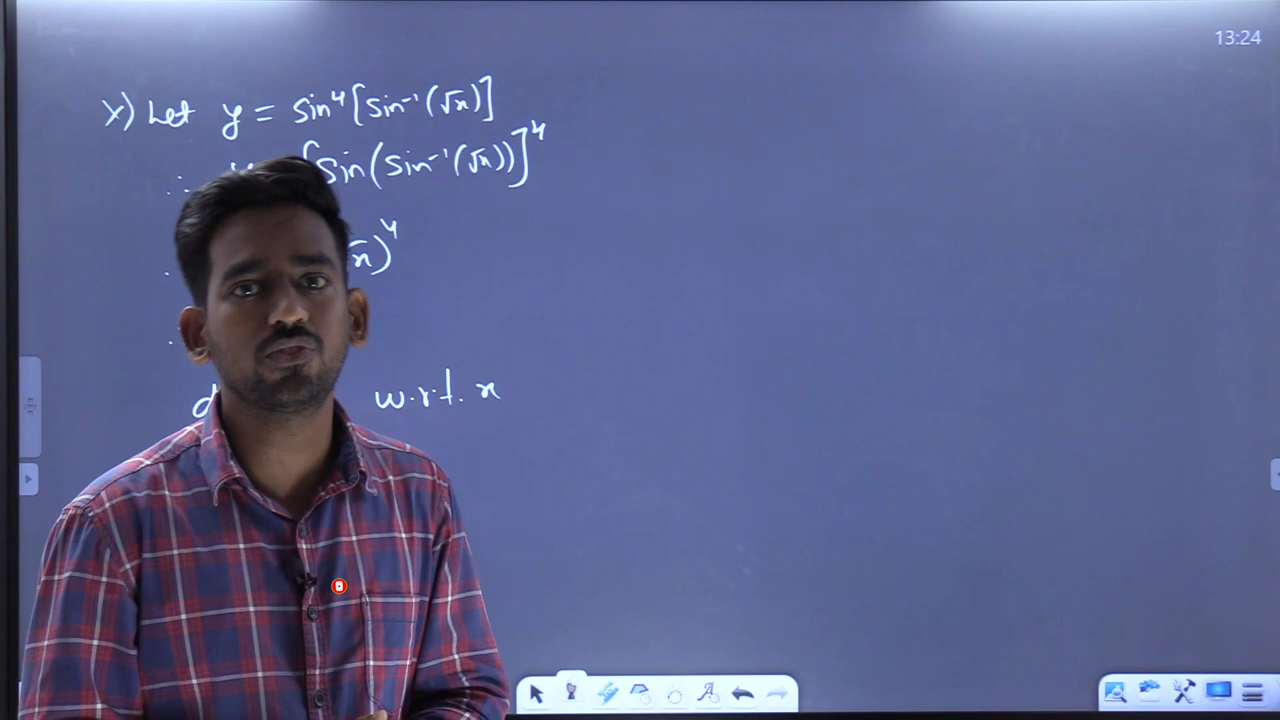 13:24
x) Let y = sin⁴[sin⁻¹(√x)]
∴ [sin(sin⁻¹(√x))]⁴
x)⁴
w.r.t. x